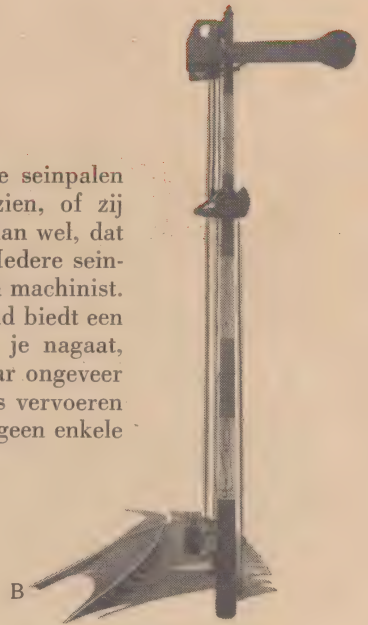 e seinpalen
zien, of zij
an wel, dat
Iedere sein-
machinist.
d biedt een
je nagaat,
ar ongeveer
s vervoeren
geen enkele
B